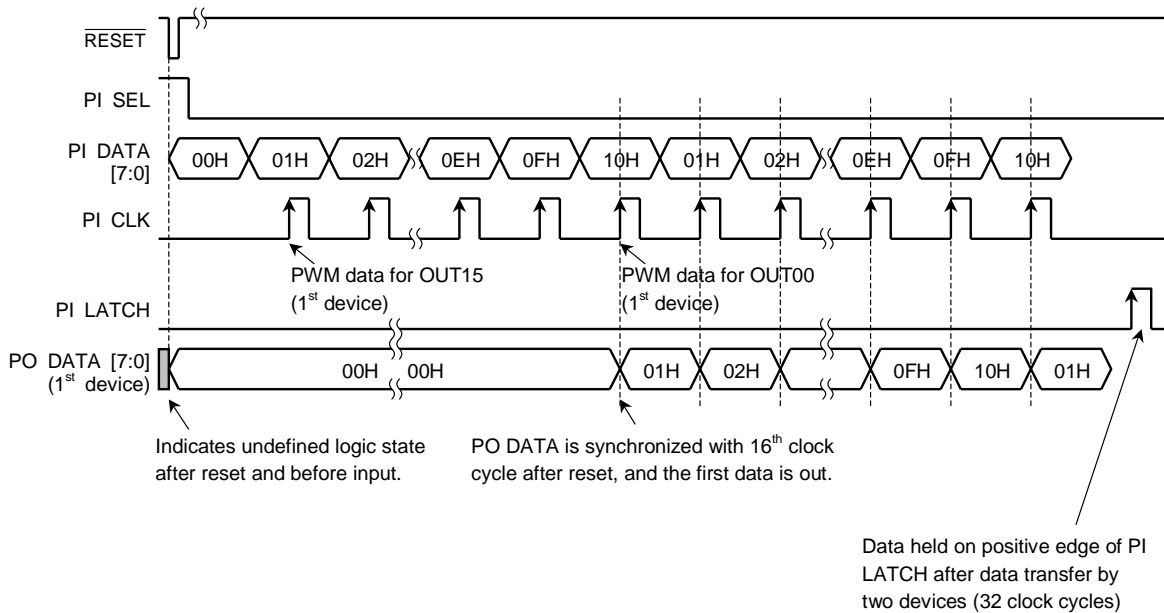 RESET
PI SEL
PI DATA
[7:0]
00H 01H 02H 0EH 0FH 10H 01H 02H 0EH 0FH 10H
PI CLK
PWM data for OUT15
(1st device)
PWM data for OUT00
(1st device)
PI LATCH
PO DATA [7:0]
(1st device)
00H 00H 01H 02H 0FH 10H 01H
Indicates undefined logic state
after reset and before input.
PO DATA is synchronized with 16th clock
cycle after reset, and the first data is out.
Data held on positive edge of PI
LATCH after data transfer by
two devices (32 clock cycles)